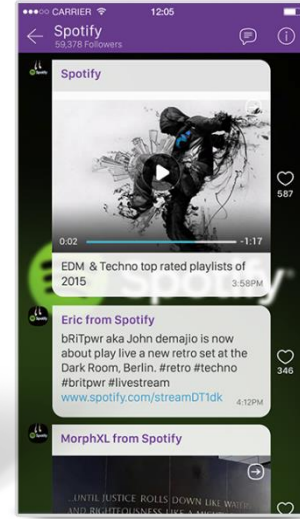 CARRIER 12:05
Spotify
59,378 Followers
Spotify
587
0:02 -1:17
EDM & Techno top rated playlists of
2015 3:58PM
Spotify
Eric from Spotify
bRiTpwr aka John demajio is now
about play live a new retro set at the
Dark Room, Berlin. #retro #techno
#britpwr #livestream
www.spotify.com/streamDT1dk 4:12PM
346
MorphXL from Spotify
...UNTIL JUSTICE ROLLS DOWN LIKE WATERS
AND RIGHTEOUSNESS LIKE A MIGHTY